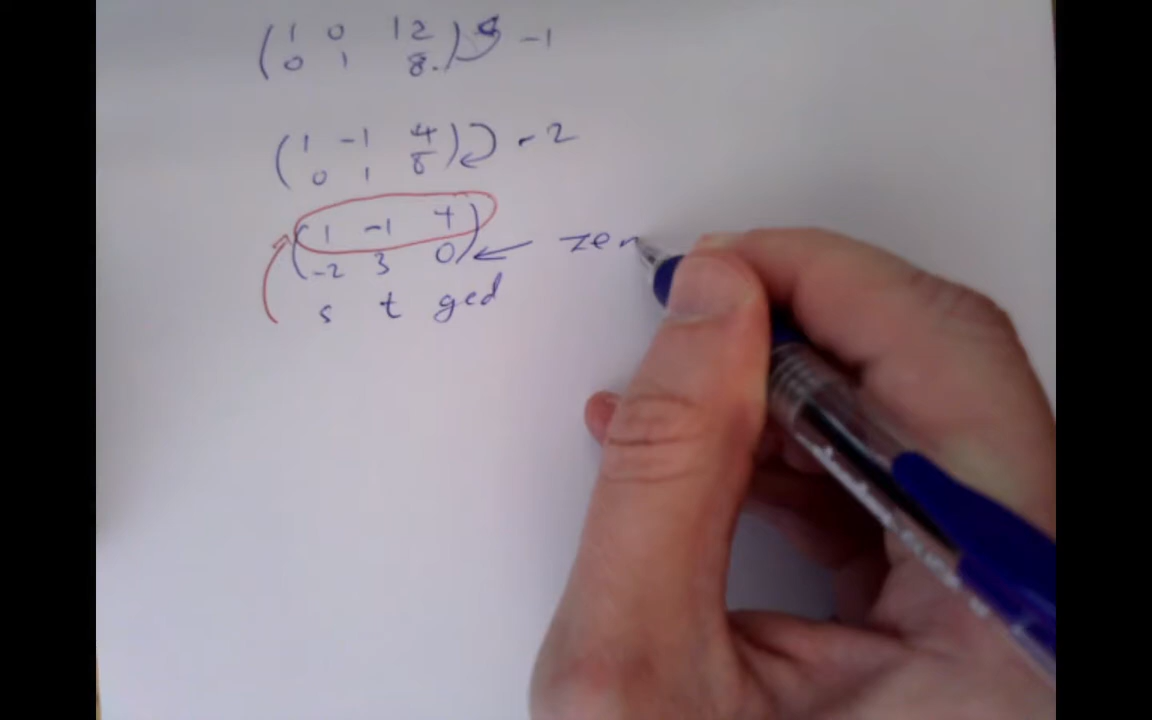 ( 1 0 12 ) -1
( 0 1 8. )
( 1 -1 4 ) -2
( 0 1 8 )
( 1 -1 4 )
( -2 3 0 ) ← zer
s t gcd